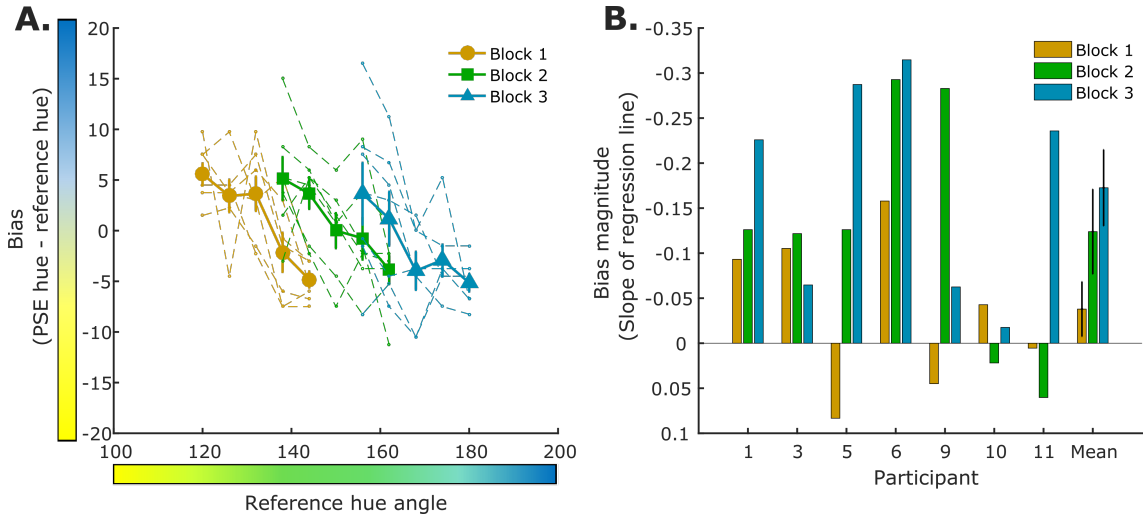 A.
Bias
(PSE hue - reference hue)
20
15
10
5
0
-5
-10
-15
-20
100
120
140
160
180
200
Reference hue angle
Block 1
Block 2
Block 3
B.
Bias magnitude
(Slope of regression line)
-0.35
-0.3
-0.25
-0.2
-0.15
-0.1
-0.05
0
0.05
0.1
1
3
5
6
9
10
11
Mean
Participant
Block 1
Block 2
Block 3